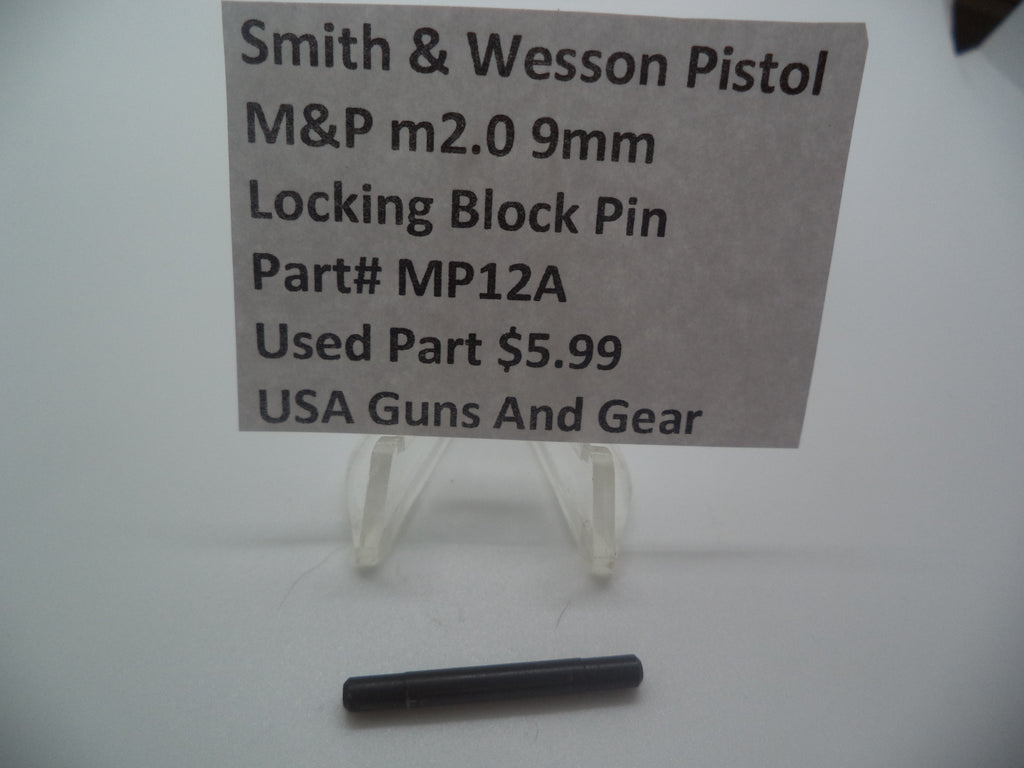 Smith & Wesson Pistol
M&P m2.0 9mm
Locking Block Pin
Part# MP12A
Used Part $5.99
USA Guns And Gear